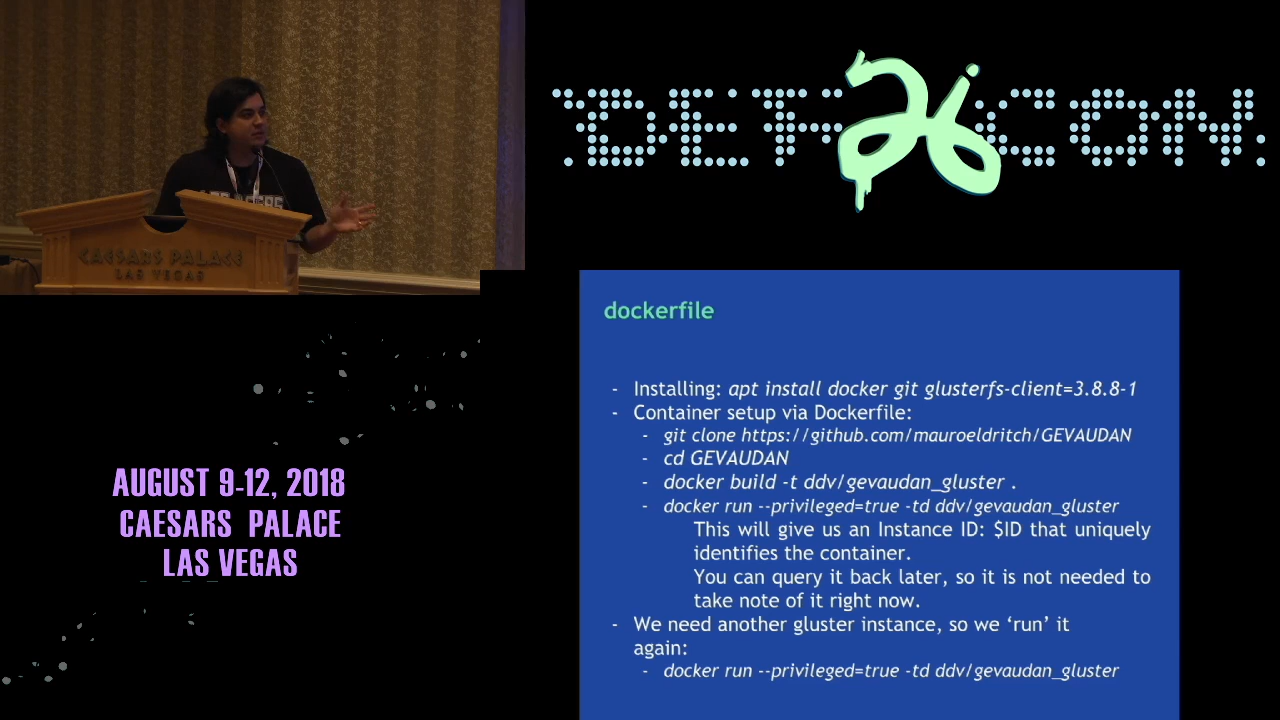 DEF 26 CON
CAESARS PALACE
LAS VEGAS
dockerfile
- Installing: apt install docker git glusterfs-client=3.8.8-1
- Container setup via Dockerfile:
- git clone https://github.com/mauroeldritch/GEVAUDAN
- cd GEVAUDAN
- docker build -t ddv/gevaudan_gluster .
- docker run --privileged=true -td ddv/gevaudan_gluster
This will give us an Instance ID: $ID that uniquely
identifies the container.
You can query it back later, so it is not needed to
take note of it right now.
- We need another gluster instance, so we ‘run’ it
again:
- docker run --privileged=true -td ddv/gevaudan_gluster
AUGUST 9-12, 2018
CAESARS PALACE
LAS VEGAS